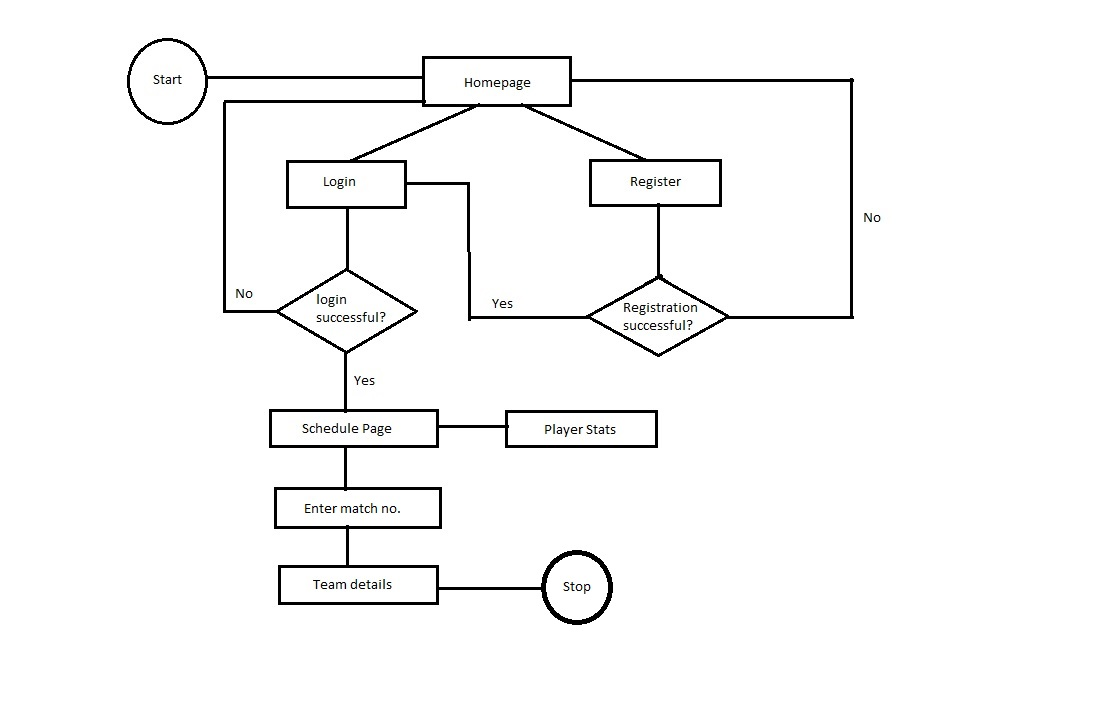 Start
Homepage
Login
Register
No
No
login
successful?
Yes
Registration
successful?
Yes
Schedule Page
Player Stats
Enter match no.
Team details
Stop